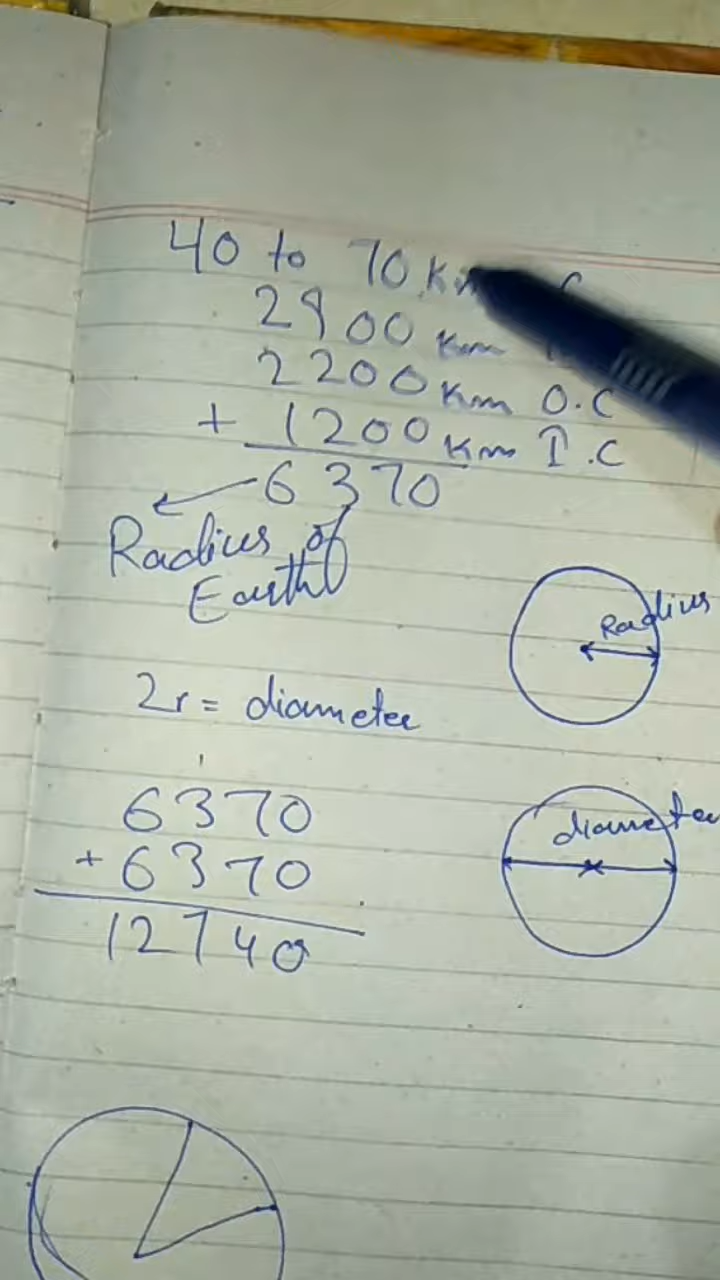 40 to 70 Km C
2900 Km
2200 Km O.C
+ 1200 Km I.C
6370
Radius of
Earth
Radius
2r = diameter
1
6370
+ 6370
12740
diameter